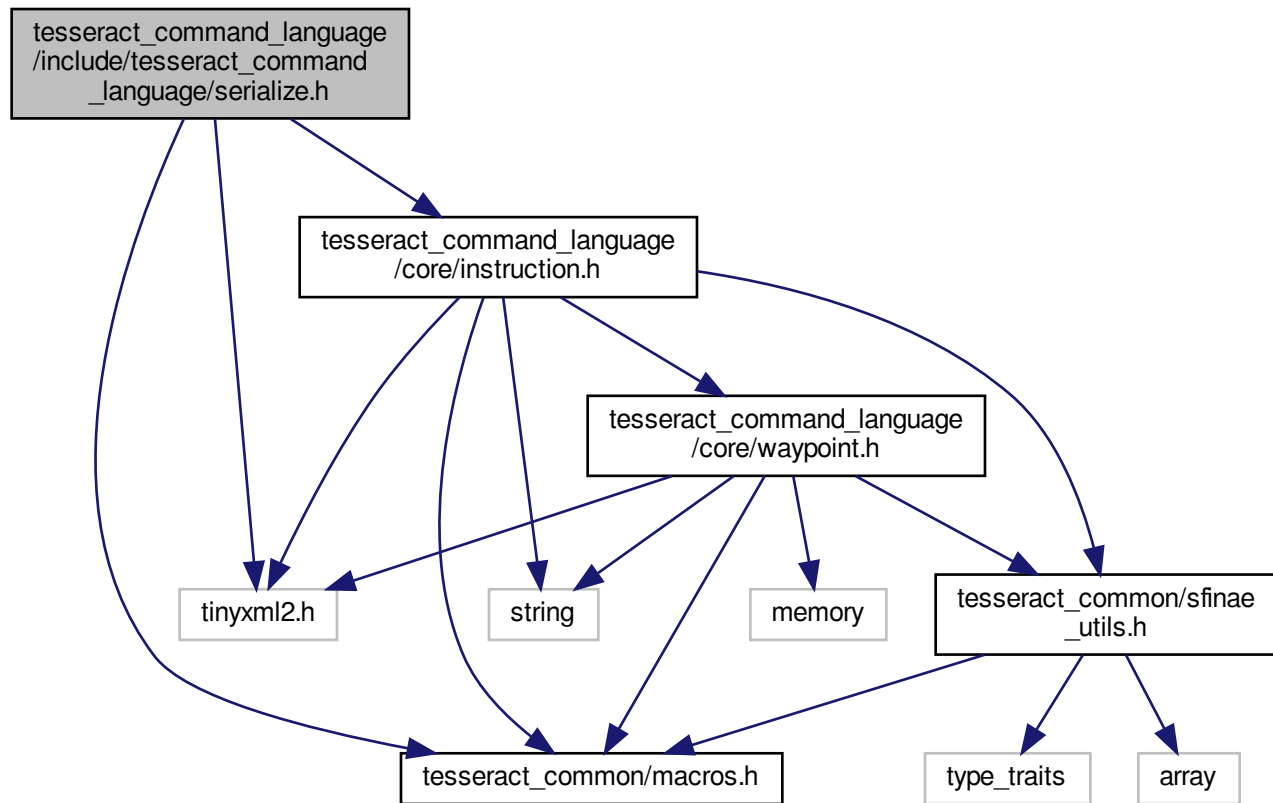 tesseract_command_language
/include/tesseract_command
_language/serialize.h
tesseract_command_language
/core/instruction.h
tesseract_command_language
/core/waypoint.h
tinyxml2.h
string
memory
tesseract_common/sfinae
_utils.h
tesseract_common/macros.h
type_traits
array